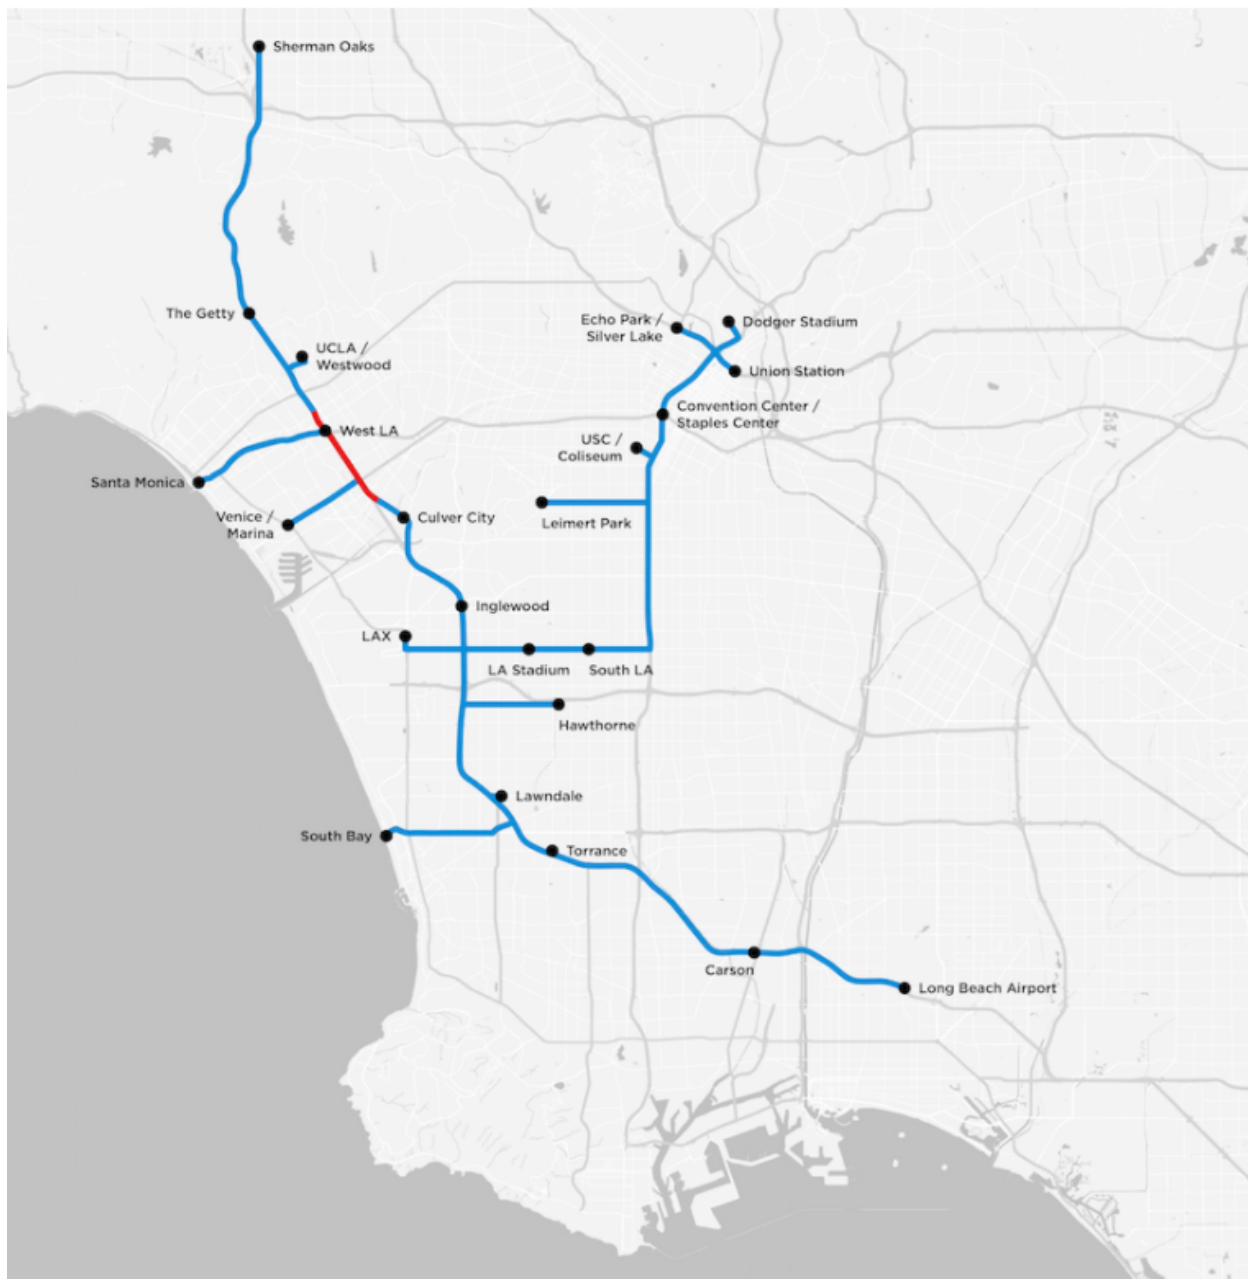 Sherman Oaks
The Getty
UCLA /
Westwood
Echo Park /
Silver Lake
Dodger Stadium
Union Station
Convention Center /
Staples Center
West LA
USC /
Coliseum
Santa Monica
Venice /
Marina
Culver City
Leimert Park
Inglewood
LAX
LA Stadium
South LA
Hawthorne
Lawndale
South Bay
Torrance
Carson
Long Beach Airport